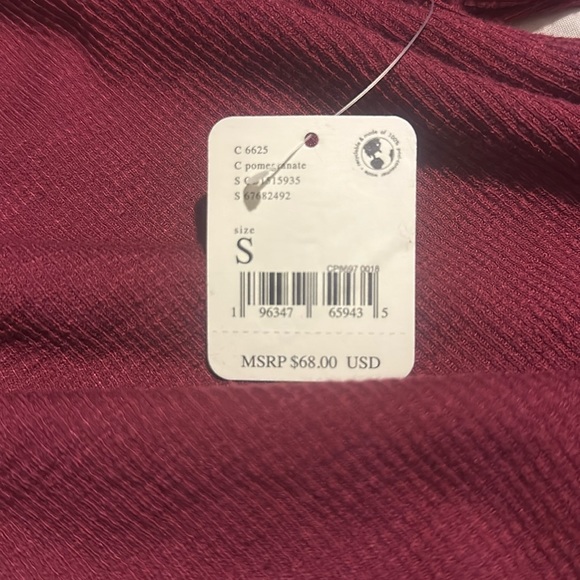 C 6625
C pomegranate
S 67682492
size
S
CP8697 0018
1 96347 65943 5
MSRP $68.00 USD